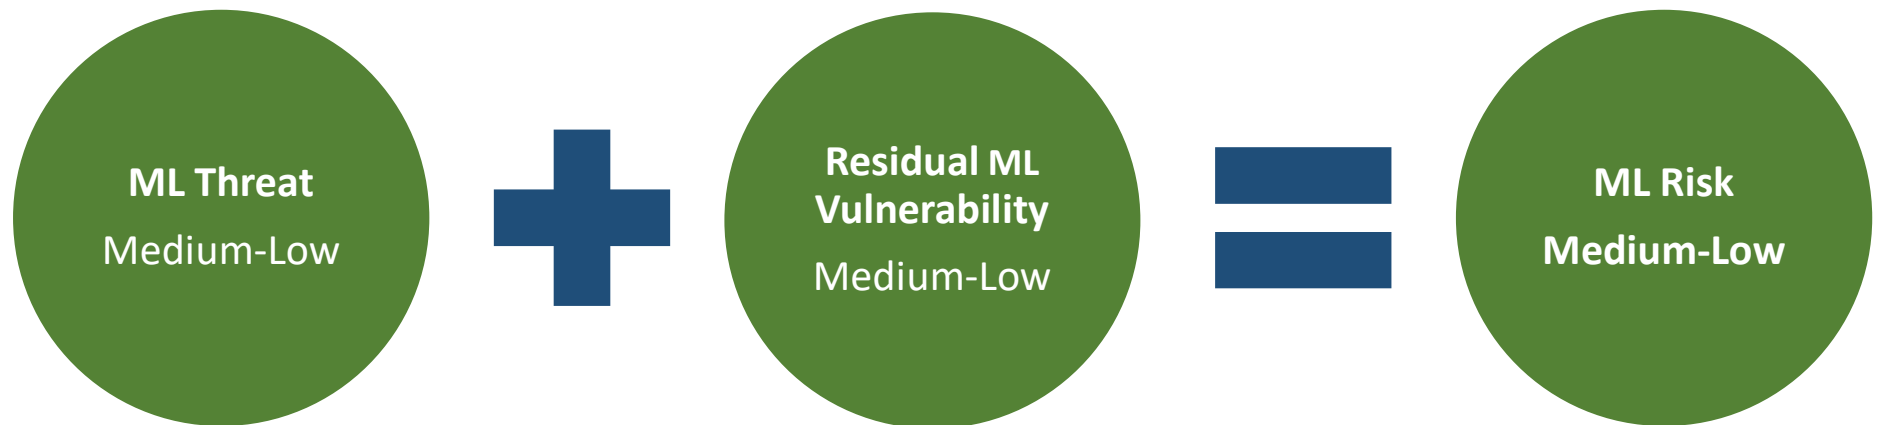 ML Threat
Medium-Low
Residual ML
Vulnerability
Medium-Low
ML Risk
Medium-Low